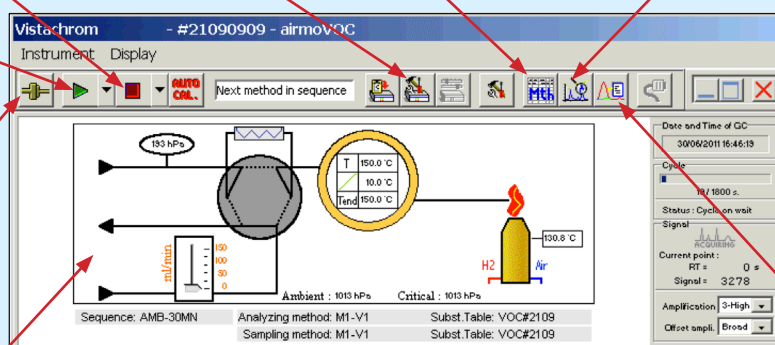 Vistachrom - #21090909 - airmoVOC
Instrument Display
AUTO CAL.
Next method in sequence
Mth
Date and Time of GC
30/06/2011 16:46:19
Cycle
19 / 1800 s.
Status : Cycle on wait
Signal
ACQUIRING
Current point :
RT = 0 s
Signal = 3278
Amplification 3-High
Offset ampli. Broad
193 hPa
T 150.0 °C
10.0 °C
Tend 150.0 °C
130.8 °C
H2 Air
ml/min
150
100
50
0
Ambient : 1013 hPa Critical : 1013 hPa
Sequence: AMB-30MN Analyzing method: M1-V1 Subst.Table: VOC#2109
Sampling method: M1-V1 Subst.Table: VOC#2109